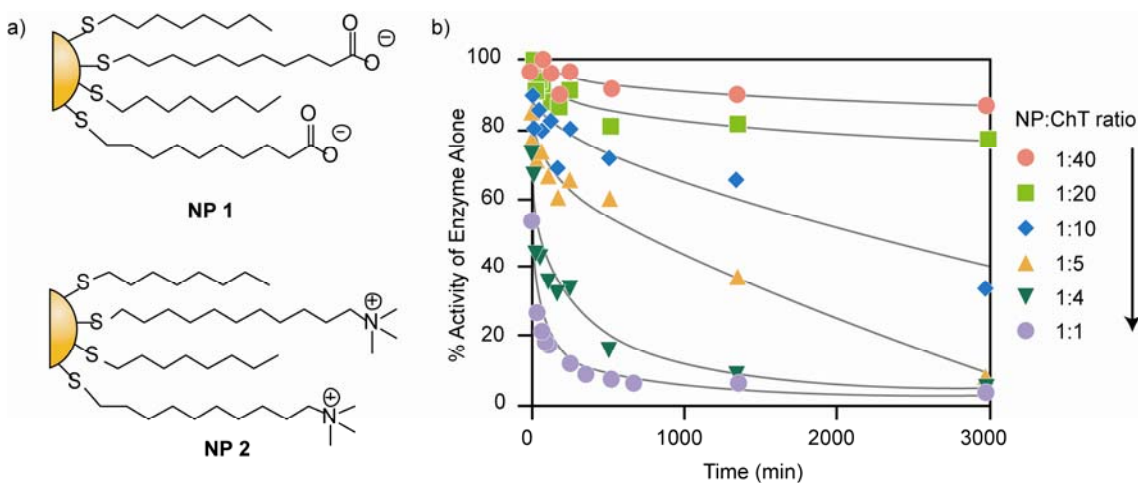 a)
S
S
O
O
⊖
S
S
O
O
⊖
NP 1
S
S
N
⊕
S
S
N
⊕
NP 2
b)
100
80
60
40
20
0
% Activity of Enzyme Alone
0 1000 2000 3000
Time (min)
NP:ChT ratio
1:40
1:20
1:10
1:5
1:4
1:1